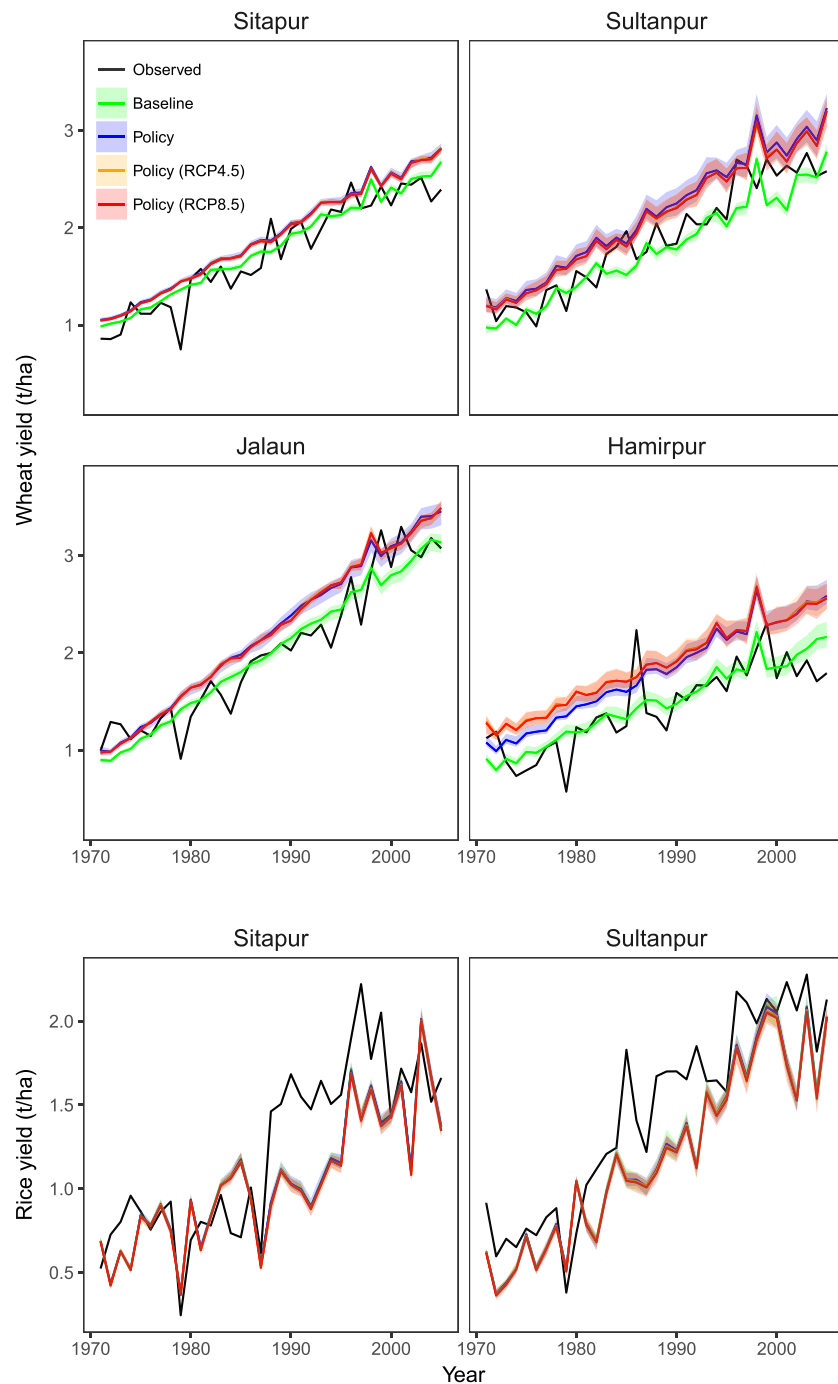 Sitapur
Sultanpur
Observed
Baseline
Policy
Policy (RCP4.5)
Policy (RCP8.5)
3
2
1
Wheat yield (t/ha)
Jalaun
Hamirpur
3
2
1
1970
1980
1990
2000
1970
1980
1990
2000
Sitapur
Sultanpur
2.0
1.5
1.0
0.5
Rice yield (t/ha)
1970
1980
1990
2000
1970
1980
1990
2000
Year